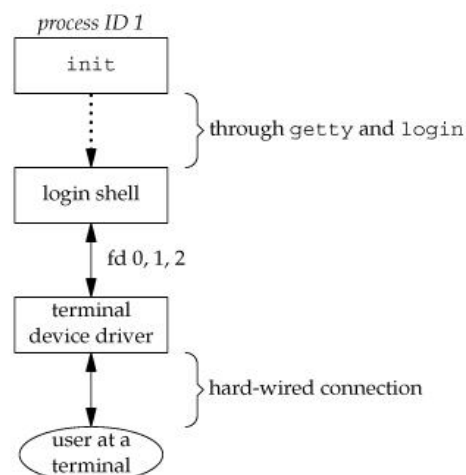 process ID 1
init
through getty and login
login shell
fd 0, 1, 2
terminal
device driver
hard-wired connection
user at a
terminal